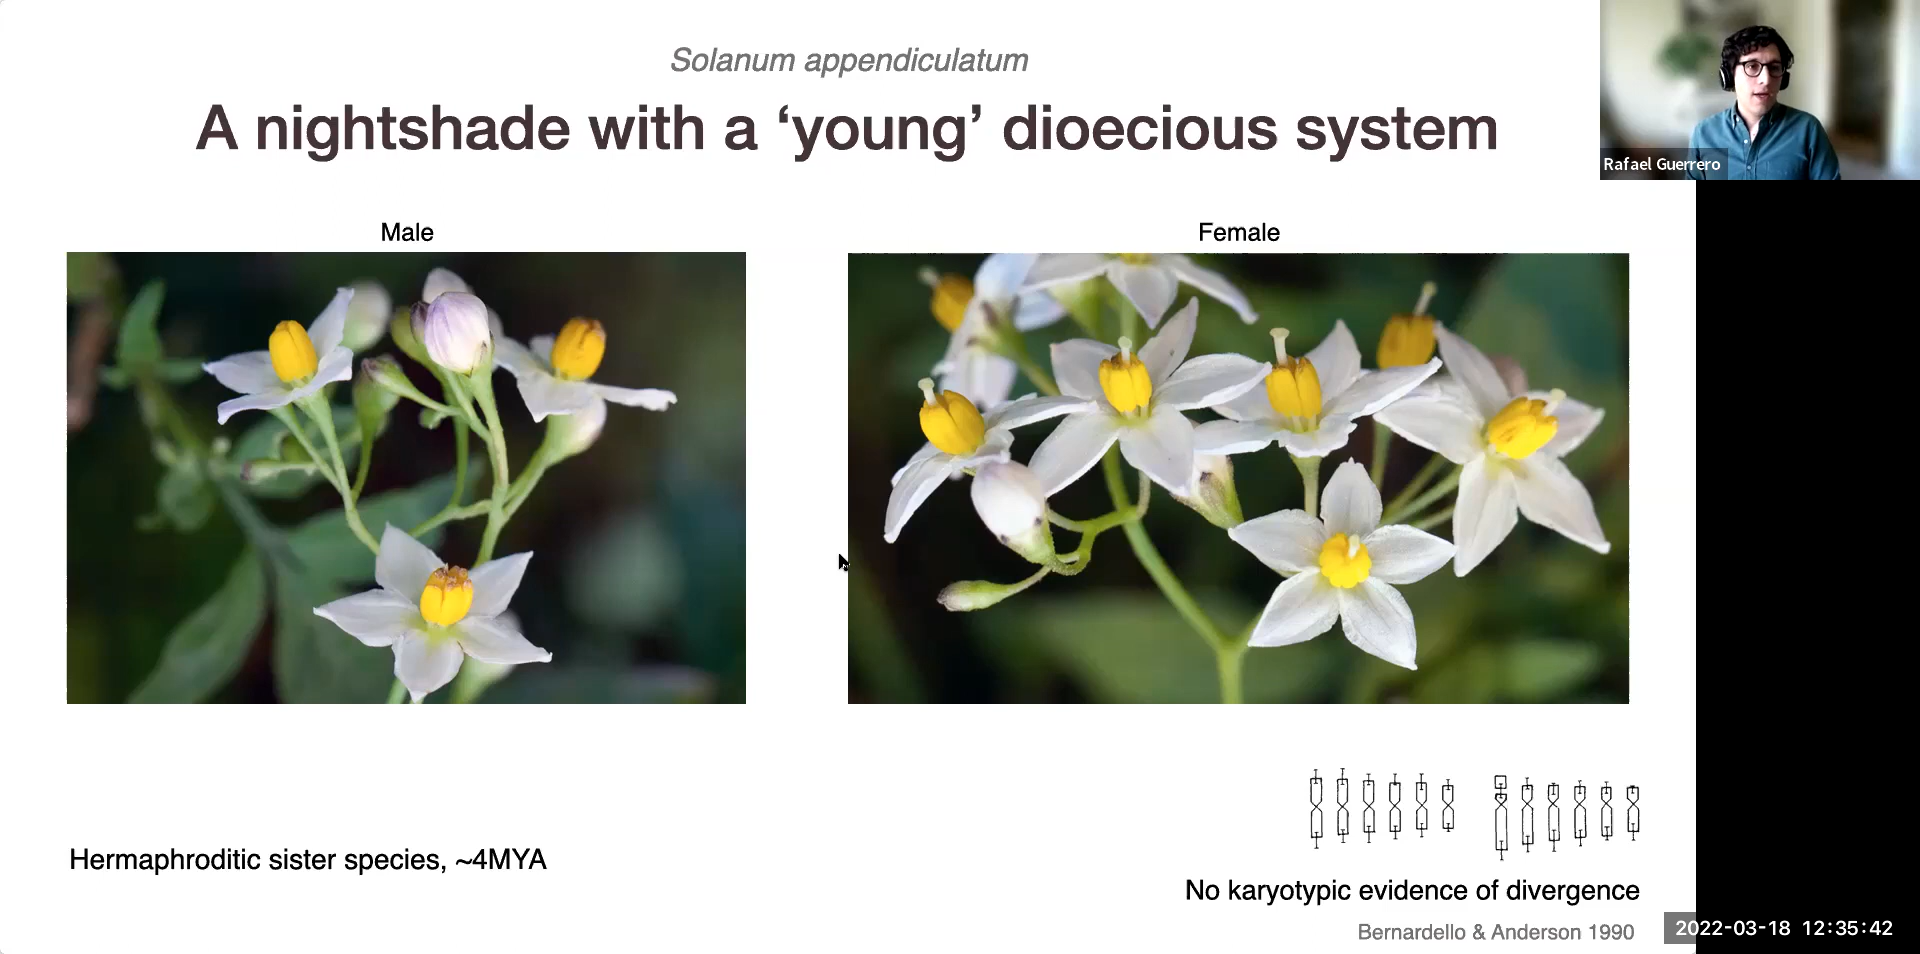 Solanum appendiculatum
A nightshade with a ‘young’ dioecious system
Rafael Guerrero
Male
Female
Hermaphroditic sister species, ~4MYA
No karyotypic evidence of divergence
Bernardello & Anderson 1990
2022-03-18 12:35:42